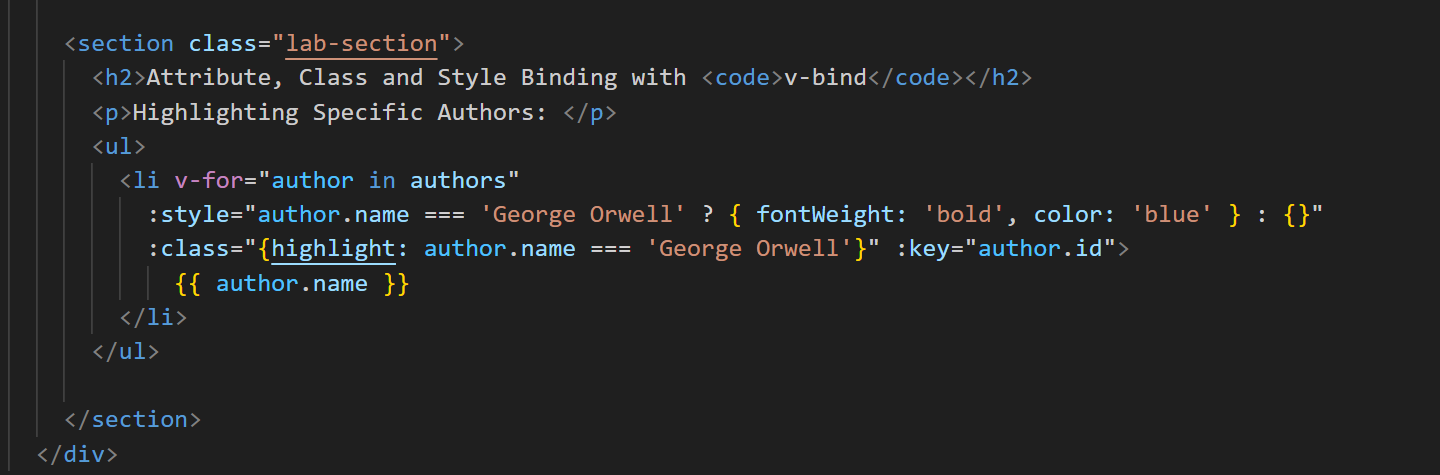 <section class="lab-section">
<h2>Attribute, Class and Style Binding with <code>v-bind</code></h2>
<p>Highlighting Specific Authors: </p>
<ul>
<li v-for="author in authors"
:style="author.name === 'George Orwell' ? { fontWeight: 'bold', color: 'blue' } : {}"
:class="{highlight: author.name === 'George Orwell'}" :key="author.id">
{{ author.name }}
</li>
</ul>
</section>
</div>